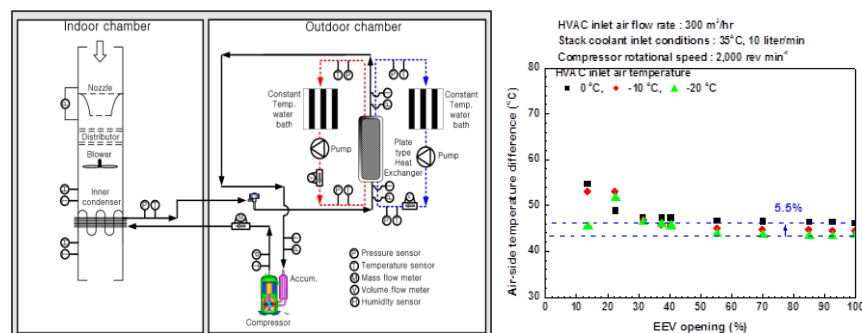 Indoor chamber
Outdoor chamber
Nozzle
Distributor
Blower
Inner
condenser
Constant
Temp.
water
bath
Pump
Constant
Temp.
water
bath
Pump
Plate
type
Heat
Exchanger
Accum.
Compressor
P Pressure sensor
T Temperature sensor
M Mass flow meter
V Volume flow meter
H Humidity sensor
HVAC inlet air flow rate : 300 m³/hr
Stack coolant inlet conditions : 35°C, 10 liter/min
Compressor rotational speed : 2,000 rev min⁻¹
HVAC inlet air temperature
0 °C, -10 °C, -20 °C
Air-side temperature difference (°C)
80
70
60
50
40
30
5.5%
0 10 20 30 40 50 60 70 80 90 100
EEV opening (%)